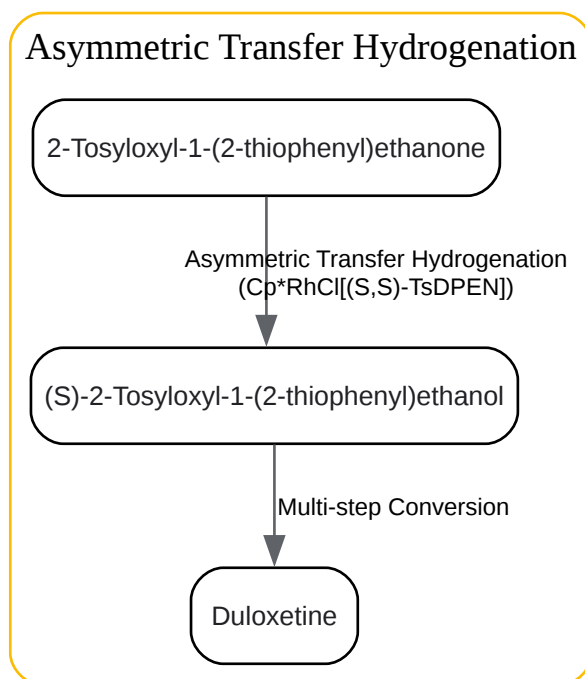 Asymmetric Transfer Hydrogenation
2-Tosyloxyl-1-(2-thiophenyl)ethanone
Asymmetric Transfer Hydrogenation
(Cp*RhCl[(S,S)-TsDPEN])
(S)-2-Tosyloxyl-1-(2-thiophenyl)ethanol
Multi-step Conversion
Duloxetine